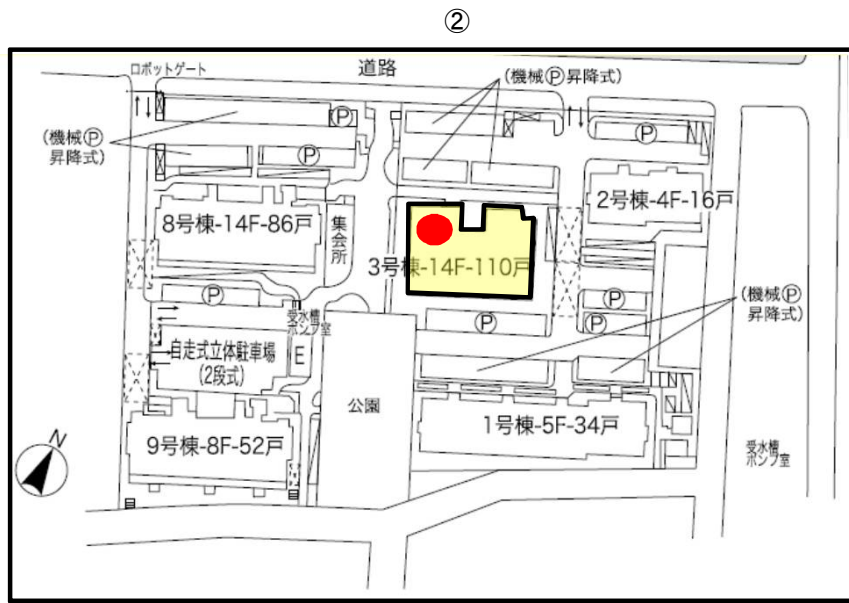 ②
ロボットゲート
道路
(機械Ⓟ昇降式)
(機械Ⓟ
昇降式)
Ⓟ
Ⓟ
Ⓟ
2号棟-4F-16戸
8号棟-14F-86戸
集会所
3号棟-14F-110戸
Ⓟ
Ⓟ
Ⓟ
Ⓟ
(機械Ⓟ
昇降式)
受水槽
ポンプ室
自走式立体駐車場
(2段式)
E
公園
1号棟-5F-34戸
9号棟-8F-52戸
受水槽
ポンプ室
N